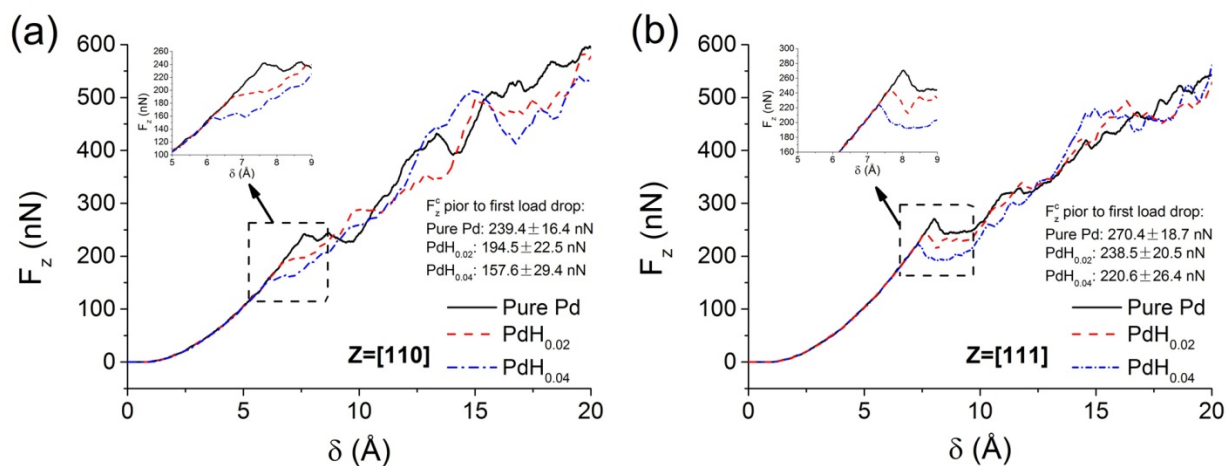 (a)
600
500
400
300
200
100
0
F_z (nN)
0 5 10 15 20
δ (Å)
260
240
220
200
180
160
140
120
100
F_z (nN)
5 6 7 8 9
δ (Å)
F_z^c pior to first load drop:
Pure Pd: 239.4±16.4 nN
PdH_0.02: 194.5±22.5 nN
PdH_0.04: 157.6±29.4 nN
Pure Pd
PdH_0.02
PdH_0.04
Z=[110]
(b)
600
500
400
300
200
100
0
F_z (nN)
0 5 10 15 20
δ (Å)
300
280
260
240
220
200
180
160
F_z (nN)
5 6 7 8 9
δ (Å)
F_z^c pior to first load drop:
Pure Pd: 270.4±18.7 nN
PdH_0.02: 238.5±20.5 nN
PdH_0.04: 220.6±26.4 nN
Pure Pd
PdH_0.02
PdH_0.04
Z=[111]